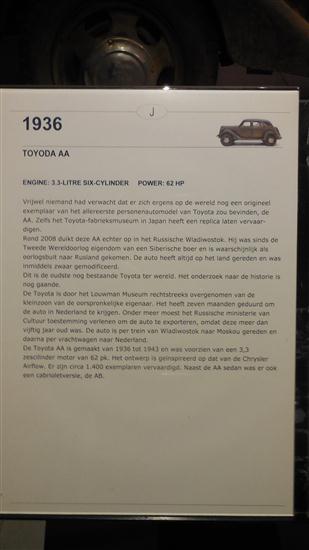 J
1936
TOYODA AA
ENGINE: 3.3-LITRE SIX-CYLINDER POWER: 62 HP
Vrijwel niemand had verwacht dat er zich ergens op de wereld nog een origineel
exemplaar van het allereerste personenautomodel van Toyota zou bevinden, de
AA. Zelfs het Toyota-fabrieksmuseum in Japan heeft een replica laten vervaar-
digen.
Rond 2008 duikt deze AA echter op in het Russische Wladiwostok. Hij was sinds de
Tweede Wereldoorlog eigendom van een Siberische boer en is waarschijnlijk als
oorlogsbuit naar Rusland gekomen. De auto heeft altijd op het land gereden en was
inmiddels zwaar gemodificeerd.
Dit is de oudste nog bestaande Toyota ter wereld. Het onderzoek naar de historie is
nog gaande.
De Toyota is door het Louwman Museum rechtstreeks overgenomen van de
kleinzoon van de oorspronkelijke eigenaar. Het heeft zeven maanden geduurd om
de auto in Nederland te krijgen. Onder meer moest het Russische ministerie van
Cultuur toestemming verlenen om de auto te exporteren, omdat deze meer dan
vijftig jaar oud was. De auto is per trein van Wladiwostok naar Moskou gereden en
daarna per vrachtwagen naar Nederland.
De Toyota AA is gemaakt van 1936 tot 1943 en was voorzien van een 3,3
zescilinder motor van 62 pk. Het ontwerp is geïnspireerd op dat van de Chrysler
Airflow. Er zijn circa 1.400 exemplaren vervaardigd. Naast de AA sedan was er ook
een cabrioletversie, de AB.